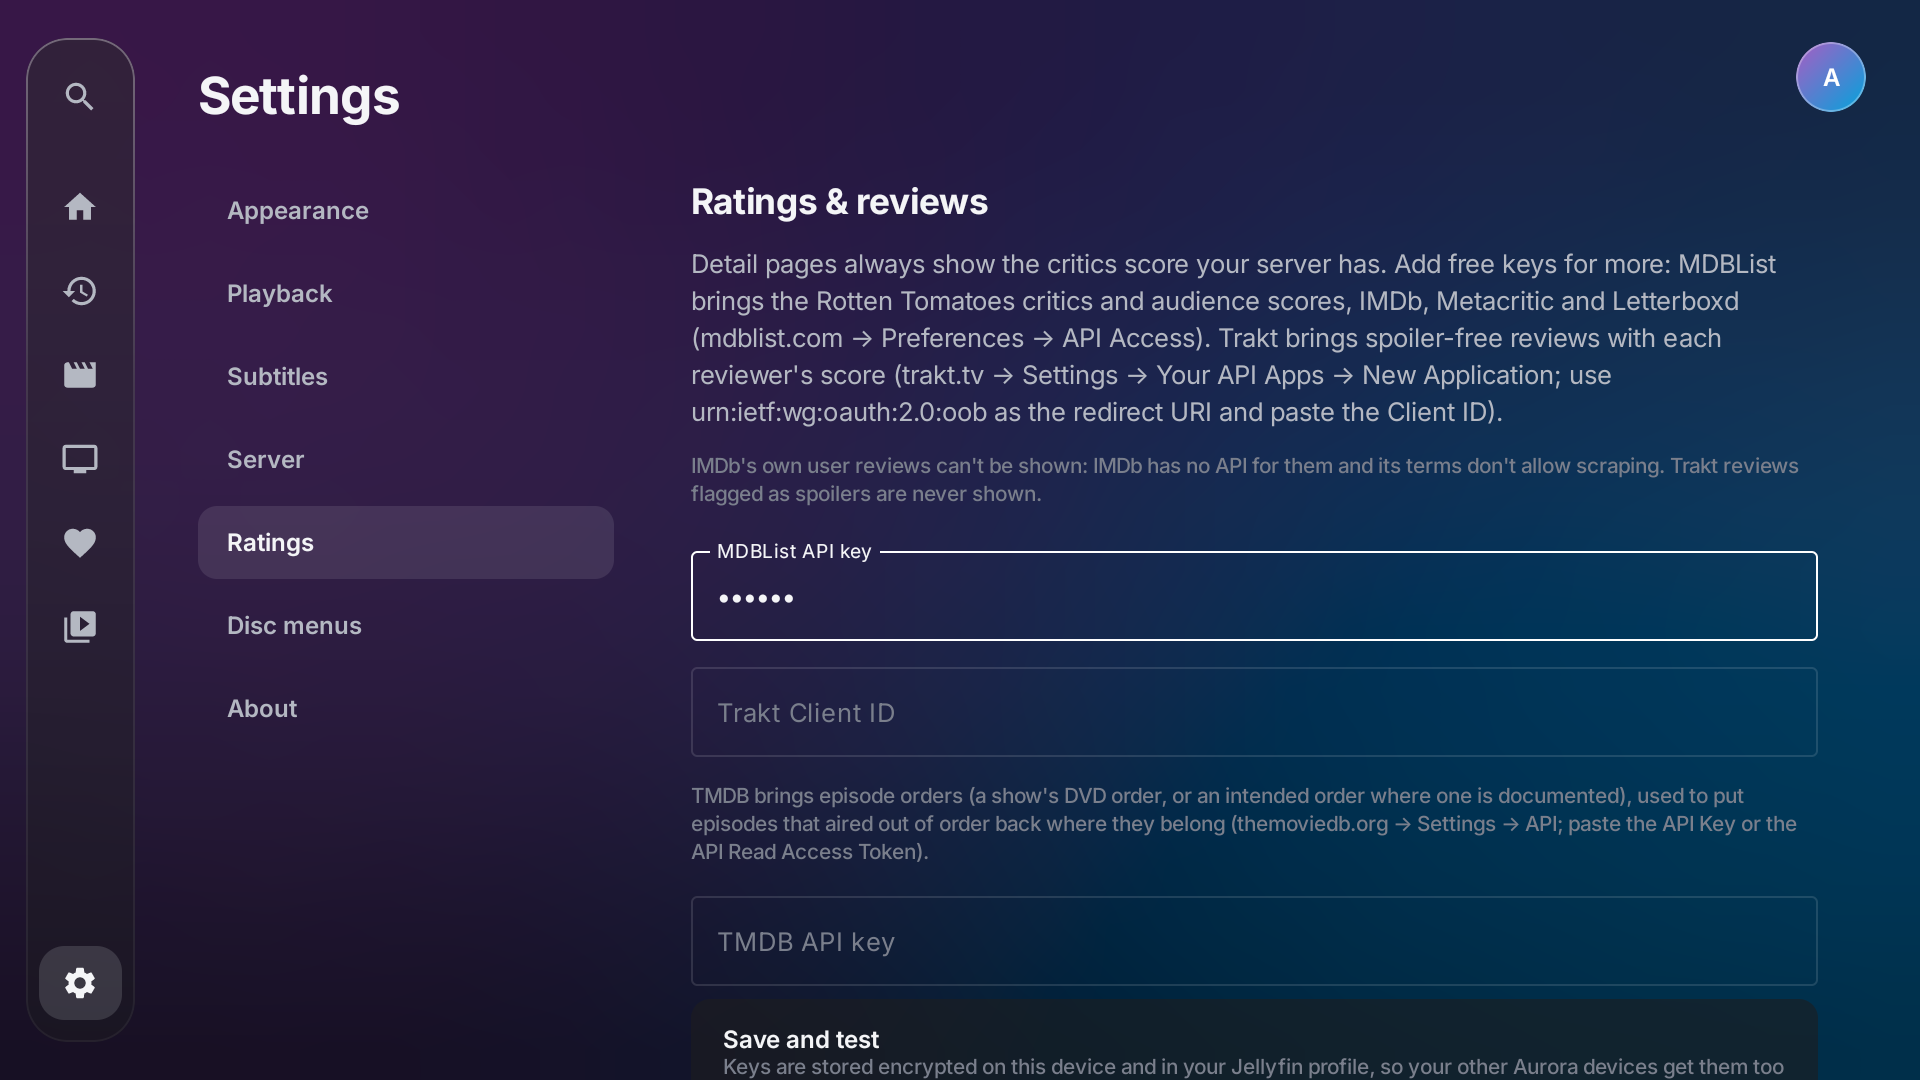 Settings
A
Appearance
Playback
Subtitles
Server
Ratings
Disc menus
About
Ratings & reviews
Detail pages always show the critics score your server has. Add free keys for more: MDBList
brings the Rotten Tomatoes critics and audience scores, IMDb, Metacritic and Letterboxd
(mdblist.com → Preferences → API Access). Trakt brings spoiler-free reviews with each
reviewer's score (trakt.tv → Settings → Your API Apps → New Application; use
urn:ietf:wg:oauth:2.0:oob as the redirect URI and paste the Client ID).
IMDb's own user reviews can't be shown: IMDb has no API for them and its terms don't allow scraping. Trakt reviews
flagged as spoilers are never shown.
MDBList API key
••••••
Trakt Client ID
TMDB brings episode orders (a show's DVD order, or an intended order where one is documented), used to put
episodes that aired out of order back where they belong (themoviedb.org → Settings → API; paste the API Key or the
API Read Access Token).
TMDB API key
Save and test
Keys are stored encrypted on this device and in your Jellyfin profile, so your other Aurora devices get them too